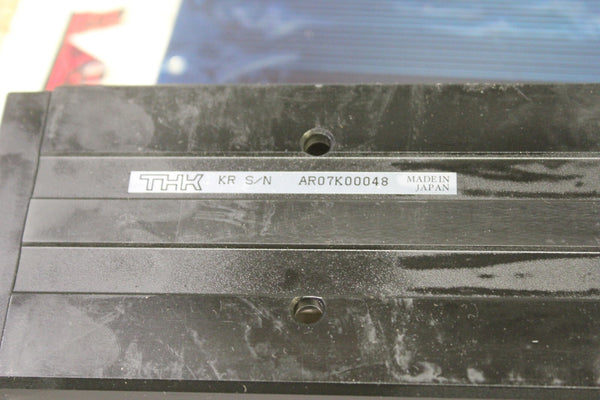 THK KR S/N AR07K00048 MADE IN
JAPAN